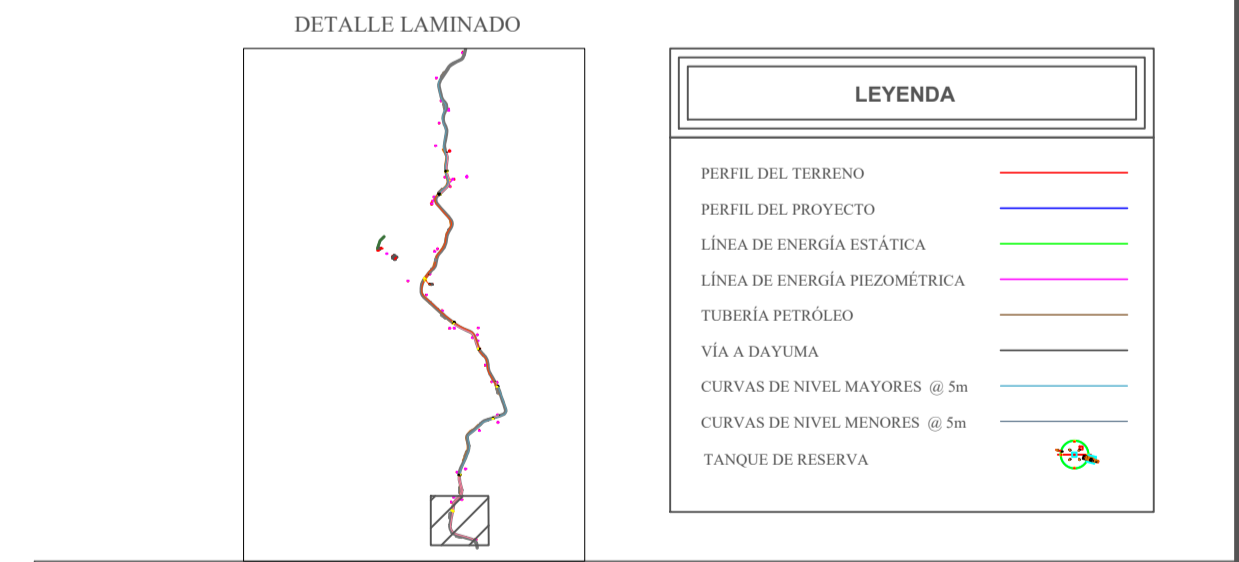 DETALLE LAMINADO
LEYENDA
PERFIL DEL TERRENO
PERFIL DEL PROYECTO
LÍNEA DE ENERGÍA ESTÁTICA
LÍNEA DE ENERGÍA PIEZOMÉTRICA
TUBERÍA PETRÓLEO
VÍA A DAYUMA
CURVAS DE NIVEL MAYORES @ 5m
CURVAS DE NIVEL MENORES @ 5m
TANQUE DE RESERVA